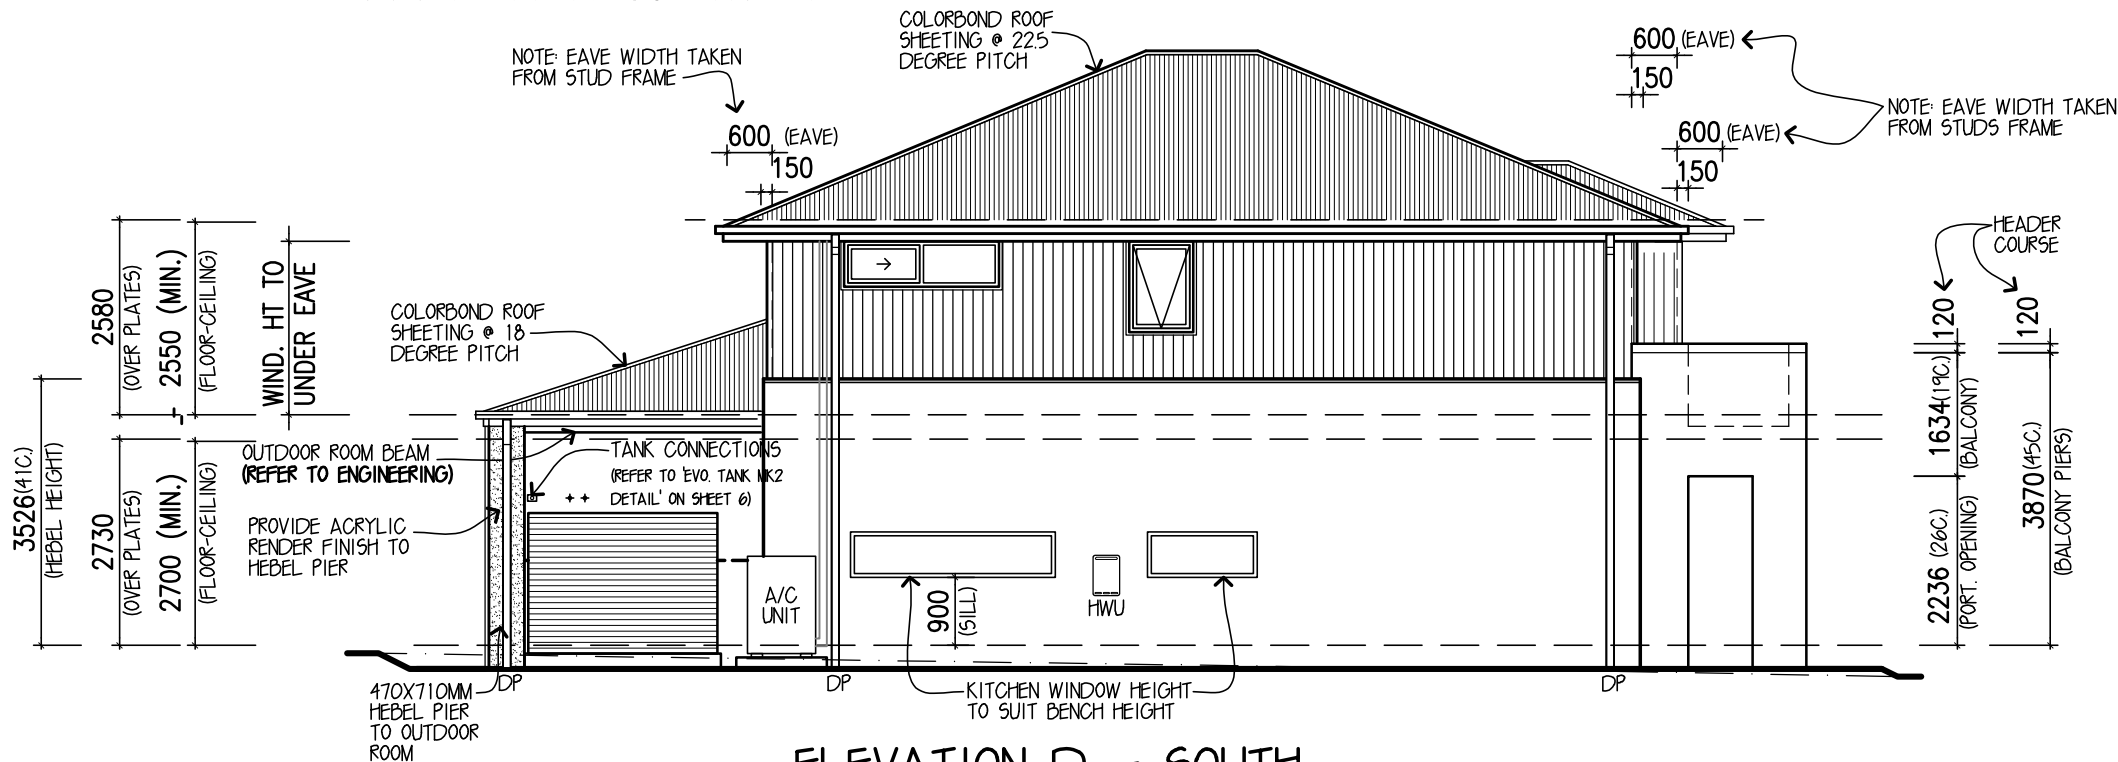 COLORBOND ROOF
SHEETING @ 22.5
DEGREE PITCH
NOTE: EAVE WIDTH TAKEN
FROM STUD FRAME
600 (EAVE)
150
600 (EAVE)
150
NOTE: EAVE WIDTH TAKEN
FROM STUDS FRAME
600 (EAVE)
150
HEADER
COURSE
2580
(OVER PLATES)
2550 (MIN.)
(FLOOR-CEILING)
WIND. HT TO
UNDER EAVE
COLORBOND ROOF
SHEETING @ 18
DEGREE PITCH
120
120
1634 (19C.)
(BALCONY)
2236 (26C.)
(PORT. OPENING)
3870 (45C.)
(BALCONY PIERS)
3526 (41C.)
(HEBEL HEIGHT)
2730
(OVER PLATES)
2700 (MIN.)
(FLOOR-CEILING)
OUTDOOR ROOM BEAM
(REFER TO ENGINEERING)
TANK CONNECTIONS
(REFER TO 'EVO. TANK MK2
DETAIL' ON SHEET 6)
PROVIDE ACRYLIC
RENDER FINISH TO
HEBEL PIER
A/C
UNIT
900
(SILL)
HWU
DP
DP
DP
470X710MM
HEBEL PIER
TO OUTDOOR
ROOM
KITCHEN WINDOW HEIGHT
TO SUIT BENCH HEIGHT
ELEVATION D - SOUTH